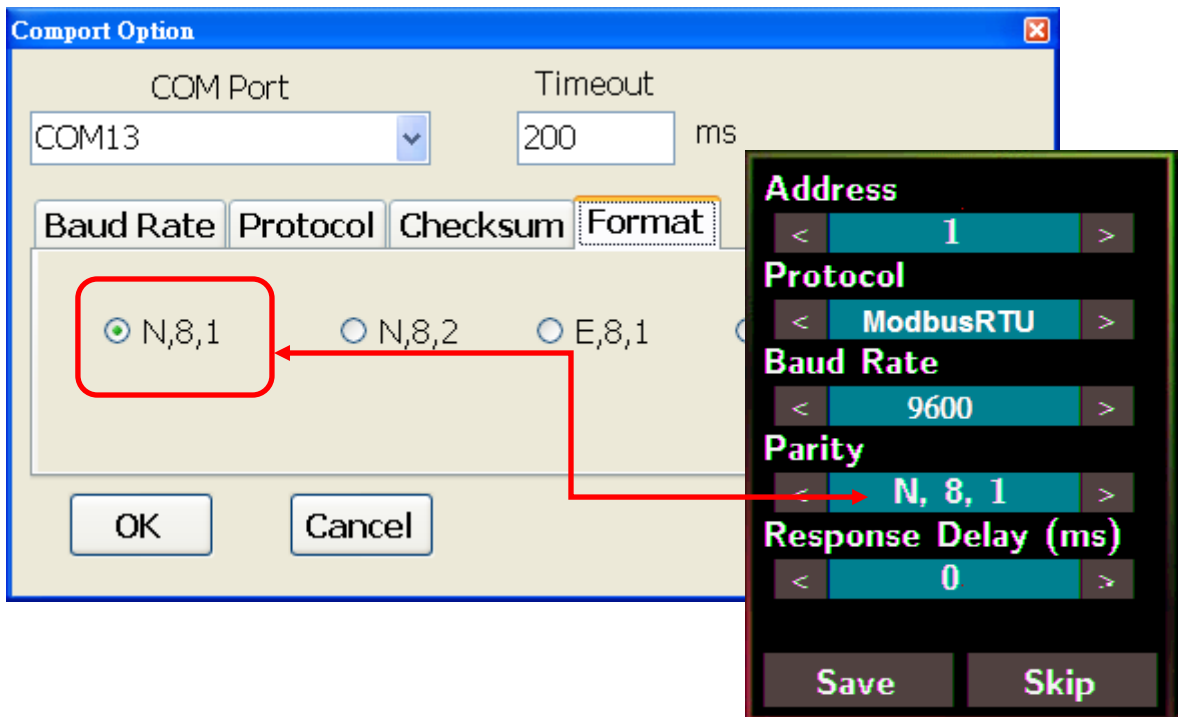 Comport Option
COM Port
Timeout
COM13
200
ms
Baud Rate
Protocol
Checksum
Format
N,8,1
N,8,2
E,8,1
OK
Cancel
Address
<
1
>
Protocol
<
ModbusRTU
>
Baud Rate
<
9600
>
Parity
<
N, 8, 1
>
Response Delay (ms)
<
0
>
Save
Skip